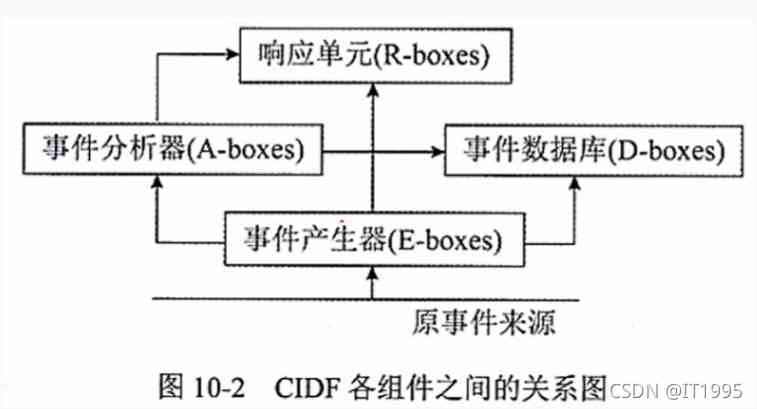 响应单元(R-boxes)
事件分析器(A-boxes)
事件数据库(D-boxes)
事件产生器(E-boxes)
原事件来源
图 10-2 CIDF 各组件之间的关系图
CSDN @IT1995